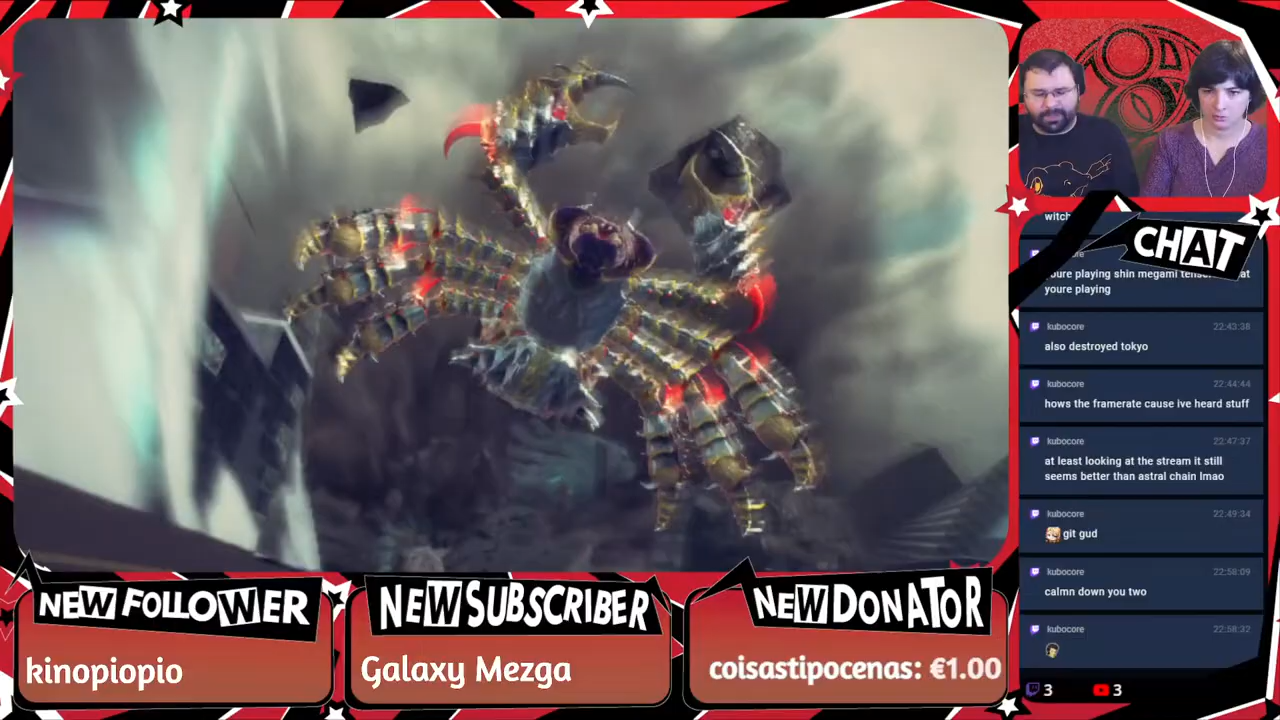 CHAT
witch
youre playing
kubocore 22:43:38
also destroyed tokyo
kubocore 22:44:44
hows the framerate cause ive heard stuff
kubocore 22:47:37
at least looking at the stream it still
seems better than astral chain lmao
kubocore 22:49:34
git gud
kubocore 22:58:09
calmn down you two
kubocore 22:58:32
3 3
NEW FOLLOWER
kinopiopio
NEW SUBSCRIBER
Galaxy Mezga
NEW DONATOR
coisastipocenas: €1.00